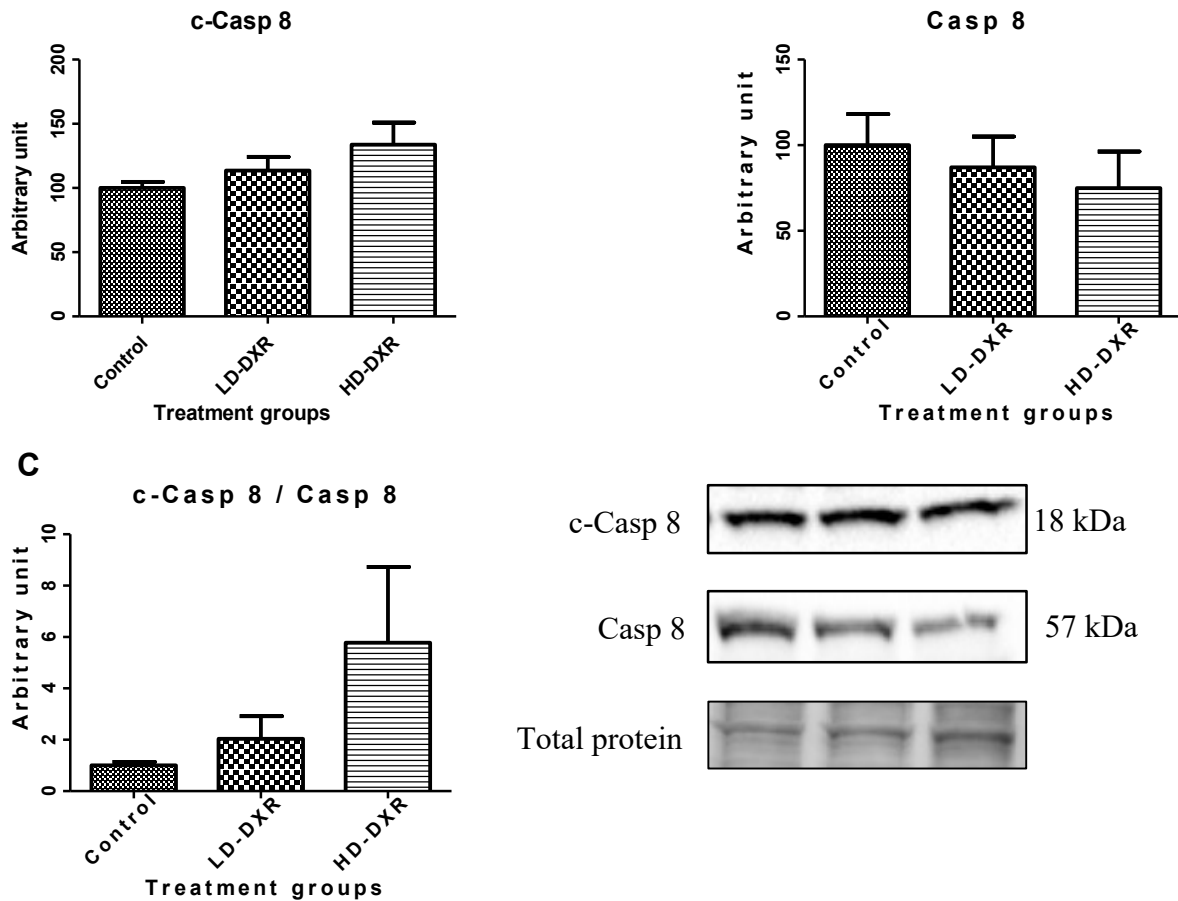 c-Casp 8
Arbitrary unit
200
150
100
50
0
Control
LD-DXR
HD-DXR
Treatment groups
Casp 8
Arbitrary unit
150
100
50
0
Control
LD-DXR
HD-DXR
Treatment groups
C
c-Casp 8 / Casp 8
Arbitrary unit
10
8
6
4
2
0
Control
LD-DXR
HD-DXR
Treatment groups
c-Casp 8 18 kDa
Casp 8 57 kDa
Total protein